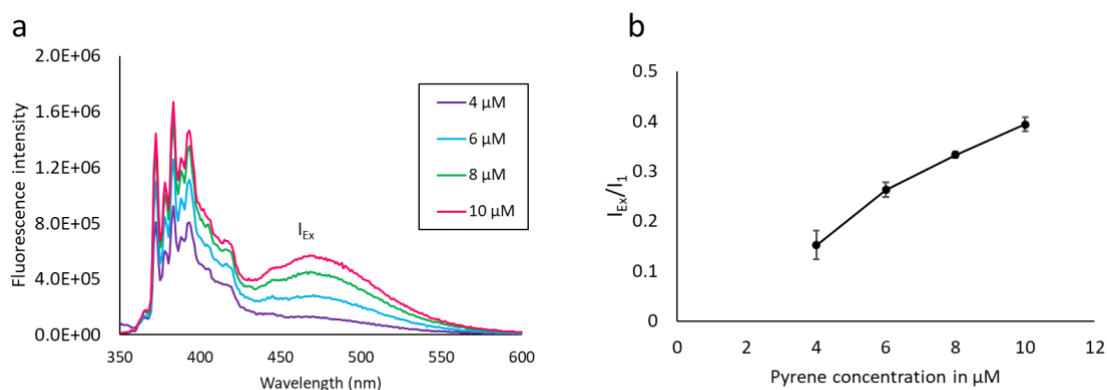 a
2.0E+06
1.6E+06
1.2E+06
8.0E+05
4.0E+05
0.0E+00
Fluorescence intensity
350 400 450 500 550 600
Wavelength (nm)
I_Ex
4 µM
6 µM
8 µM
10 µM
b
0.5
0.4
0.3
0.2
0.1
0
I_Ex/I_1
0 2 4 6 8 10 12
Pyrene concentration in µM